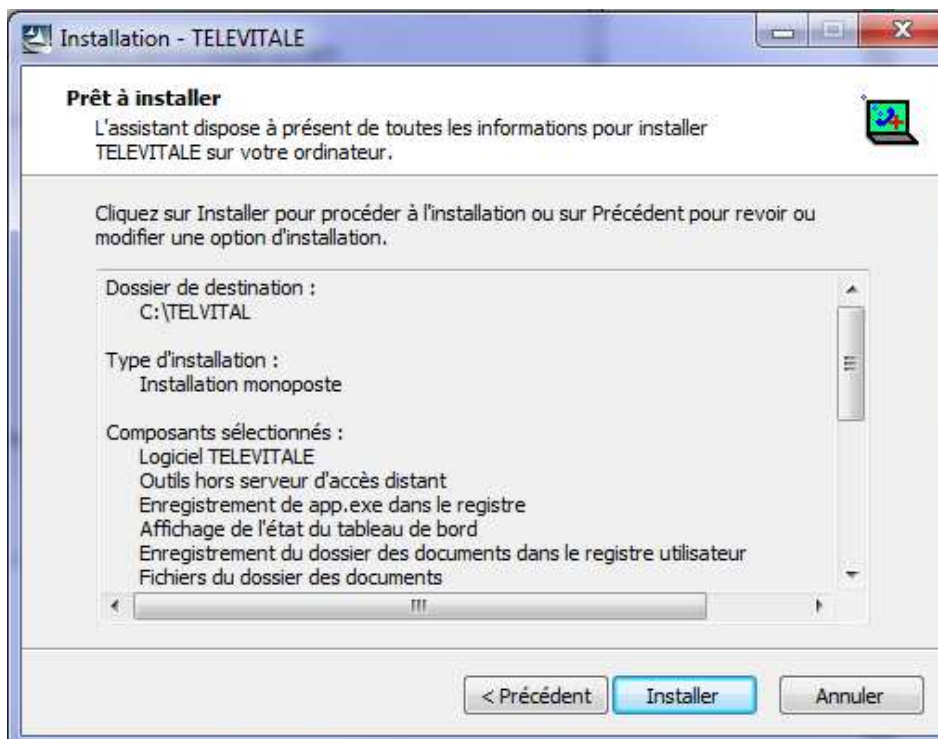 Installation - TELEVITALE
Prêt à installer
L'assistant dispose à présent de toutes les informations pour installer
TELEVITALE sur votre ordinateur.
Cliquez sur Installer pour procéder à l'installation ou sur Précédent pour revoir ou
modifier une option d'installation.
Dossier de destination :
C:\TELVITAL
Type d'installation :
Installation monoposte
Composants sélectionnés :
Logiciel TELEVITALE
Outils hors serveur d'accès distant
Enregistrement de app.exe dans le registre
Affichage de l'état du tableau de bord
Enregistrement du dossier des documents dans le registre utilisateur
Fichiers du dossier des documents
< Précédent
Installer
Annuler